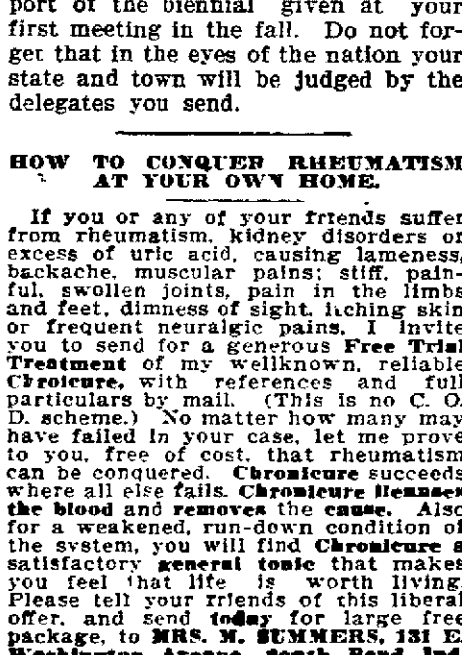 port of the biennial given at your
first meeting in the fall. Do not for-
get that in the eyes of the nation your
state and town will be judged by the
delegates you send.
HOW TO CONQUER RHEUMATISM
AT YOUR OWN HOME.
If you or any of your friends suffer
from rheumatism, kidney disorders or
excess of uric acid, causing lameness,
backache, muscular pains; stiff, pain-
ful, swollen joints, pain in the limbs
and feet, dimness of sight, itching skin
or frequent neuralgic pains, I invite
you to send for a generous Free Trial
Treatment of my wellknown, reliable
Chroicure, with references and full
particulars by mail. (This is no C. O.
D. scheme.) No matter how many may
have failed in your case, let me prove
to you, free of cost, that rheumatism
can be conquered. Chronicure succeeds
where all else fails. Chronicure
the blood and removes the cause. Also
for a weakened, run-down condition of
the system, you will find Chronicure a
satisfactory general tonic that makes
you feel that life is worth living.
Please tell your friends of this liberal
offer, and send today for large free
package, to MRS. M. SUMMERS, 131 E.
Washington Avenue, South Bend, Ind.